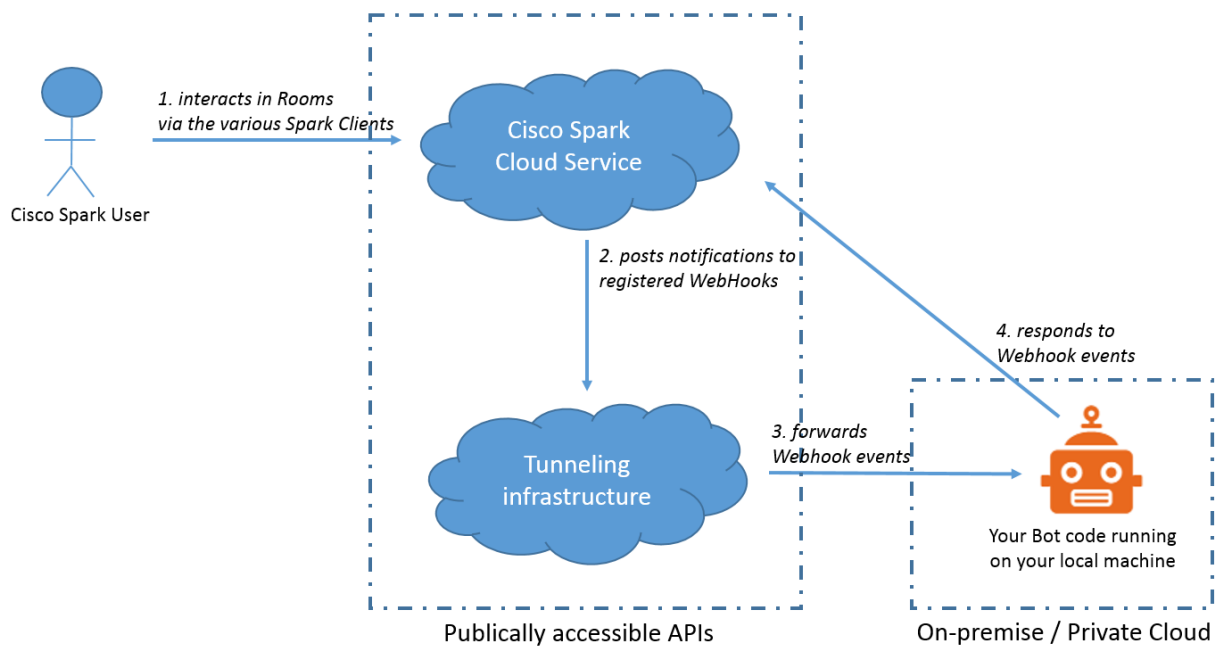 1. interacts in Rooms
via the various Spark Clients
Cisco Spark User
Cisco Spark
Cloud Service
2. posts notifications to
registered WebHooks
Tunneling
infrastructure
3. forwards
Webhook events
4. responds to
Webhook events
Your Bot code running
on your local machine
Publically accessible APIs
On-premise / Private Cloud